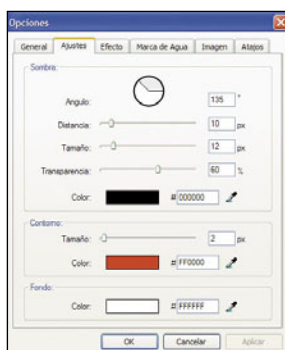 Opciones
General Ajustes Efecto Marca de Agua Imagen Atajos
Sombra:
Angulo: 135 °
Distancia: 10 px
Tamaño: 12 px
Transparencia: 60 %
Color: # 000000
Contorno:
Tamaño: 2 px
Color: # FF0000
Fondo:
Color: # FFFFFF
OK Cancelar Aplicar